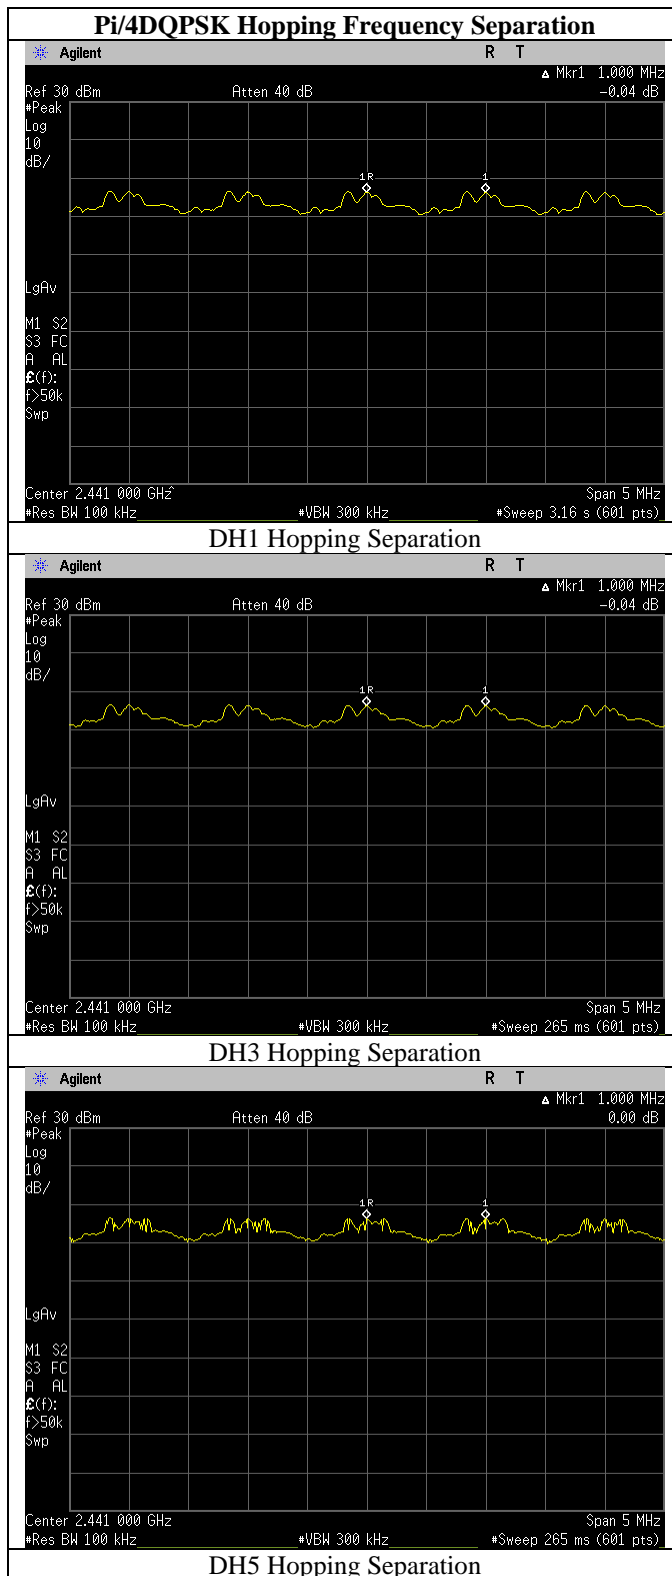 Pi/4DQPSK Hopping Frequency Separation
Agilent R T
Δ Mkr1 1.000 MHz
Ref 30 dBm Atten 40 dB -0.04 dB
#Peak
Log
10
dB/
1R 1
LgAv
M1 S2
S3 FC
A AL
£(f):
f>50k
Swp
Center 2.441 000 GHz^ Span 5 MHz
#Res BW 100 kHz #VBW 300 kHz #Sweep 3.16 s (601 pts)
DH1 Hopping Separation
Agilent R T
Δ Mkr1 1.000 MHz
Ref 30 dBm Atten 40 dB -0.04 dB
#Peak
Log
10
dB/
1R 1
LgAv
M1 S2
S3 FC
A AL
£(f):
f>50k
Swp
Center 2.441 000 GHz Span 5 MHz
#Res BW 100 kHz #VBW 300 kHz #Sweep 265 ms (601 pts)
DH3 Hopping Separation
Agilent R T
Δ Mkr1 1.000 MHz
Ref 30 dBm Atten 40 dB 0.00 dB
#Peak
Log
10
dB/
1R 1
LgAv
M1 S2
S3 FC
A AL
£(f):
f>50k
Swp
Center 2.441 000 GHz Span 5 MHz
#Res BW 100 kHz #VBW 300 kHz #Sweep 265 ms (601 pts)
DH5 Hopping Separation